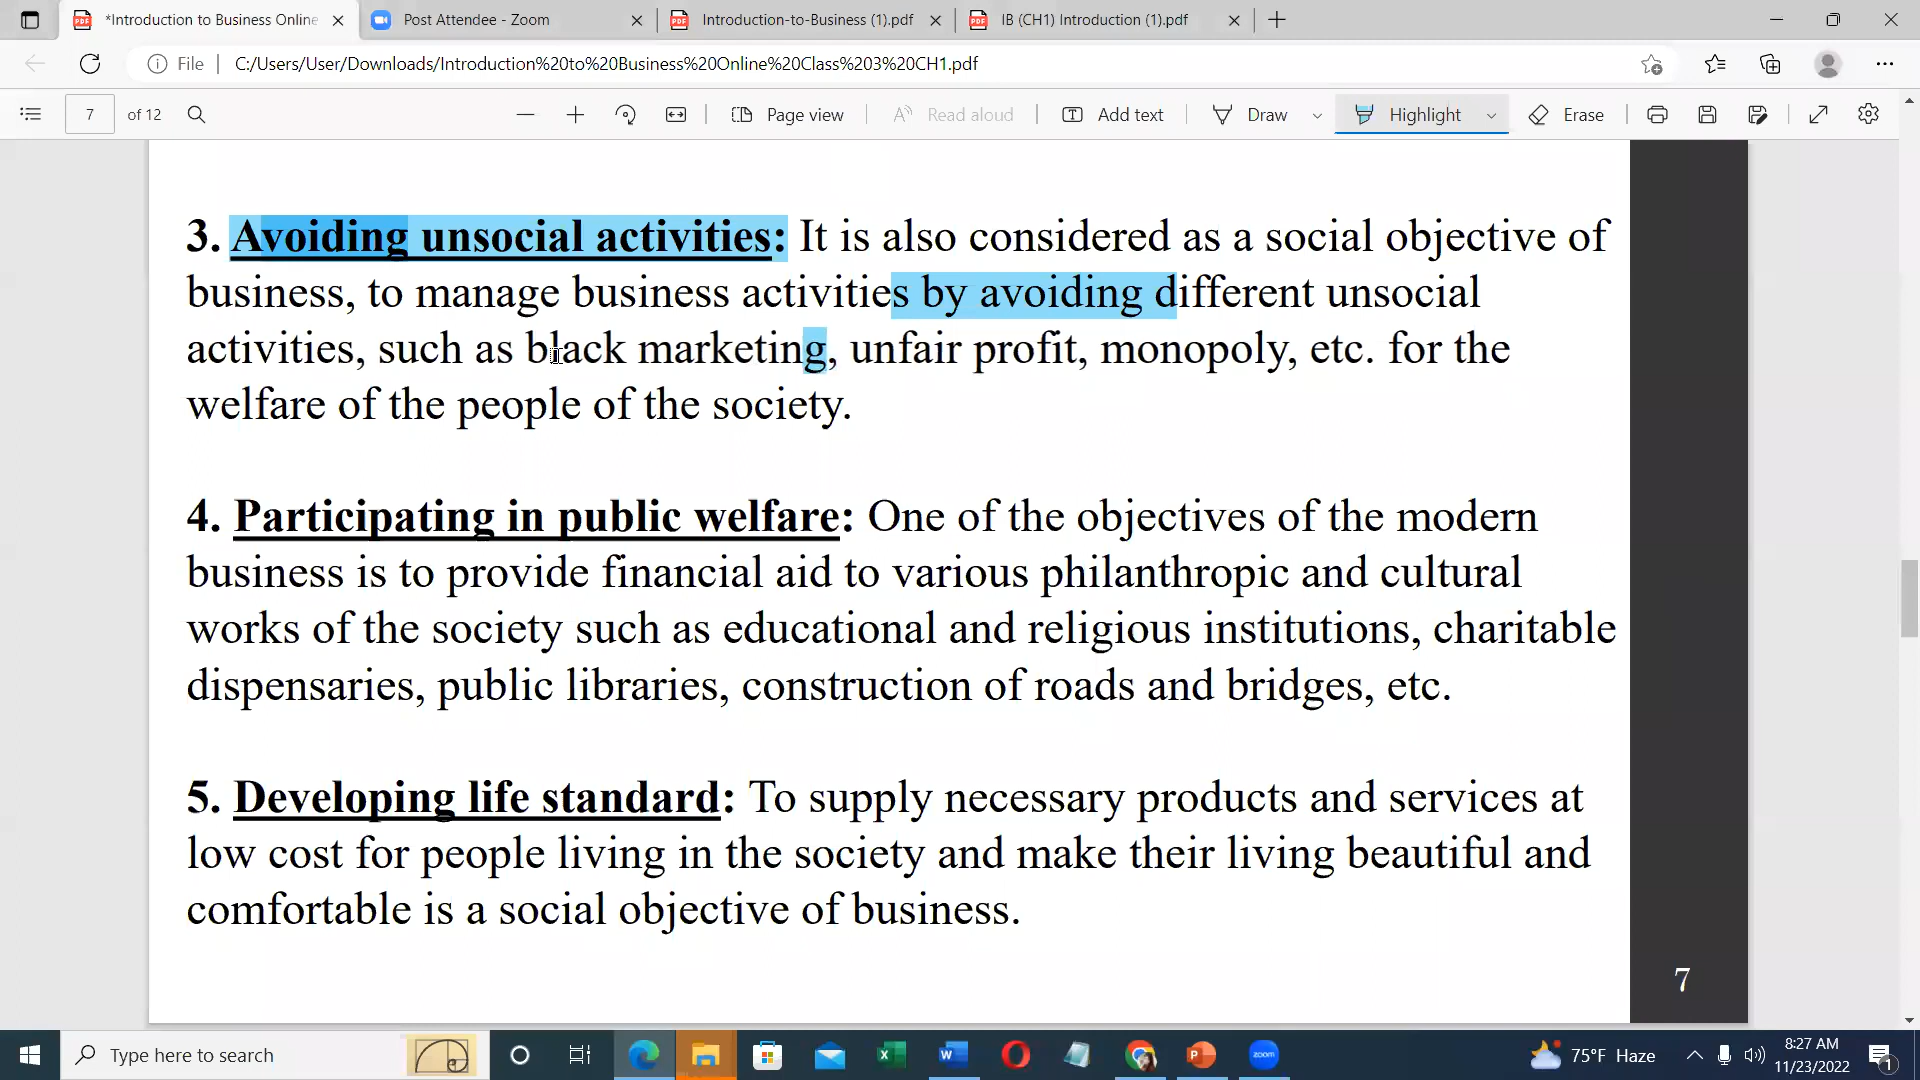 *Introduction to Business Online
Post Attendee - Zoom
Introduction-to-Business (1).pdf
IB (CH1) Introduction (1).pdf
File
C:/Users/User/Downloads/Introduction%20to%20Business%20Online%20Class%203%20CH1.pdf
7 of 12
Page view
Read aloud
Add text
Draw
Highlight
Erase
3. Avoiding unsocial activities: It is also considered as a social objective of
business, to manage business activities by avoiding different unsocial
activities, such as black marketing, unfair profit, monopoly, etc. for the
welfare of the people of the society.
4. Participating in public welfare: One of the objectives of the modern
business is to provide financial aid to various philanthropic and cultural
works of the society such as educational and religious institutions, charitable
dispensaries, public libraries, construction of roads and bridges, etc.
5. Developing life standard: To supply necessary products and services at
low cost for people living in the society and make their living beautiful and
comfortable is a social objective of business.
7
Type here to search
zoom
75°F Haze
8:27 AM
11/23/2022
1